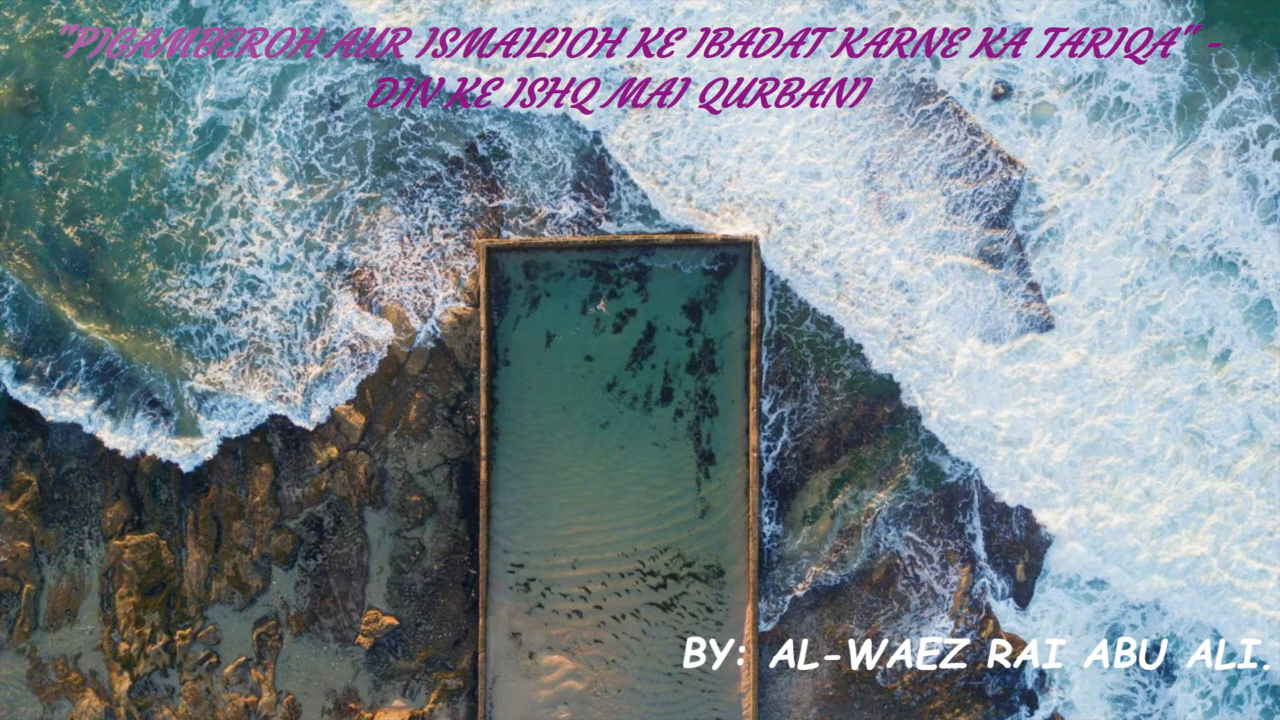 "PIGAMBEROH AUR ISMAILIOH KE IBADAT KARNE KA TARIQA" -
DIN KE ISHQ MAI QURBANI
BY: AL-WAEZ RAI ABU ALI.